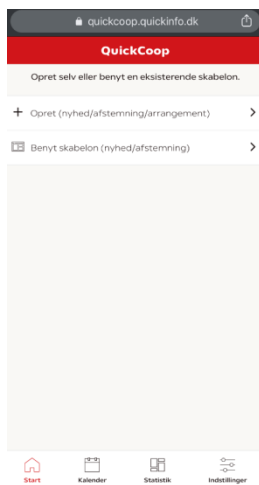 quickcoop.quickinfo.dk
QuickCoop
Opret selv eller benyt en eksisterende skabelon.
Opret (nyhed/afstemning/arrangement)
Benyt skabelon (nyhed/afstemning)
Start Kalender Statistik Indstillinger